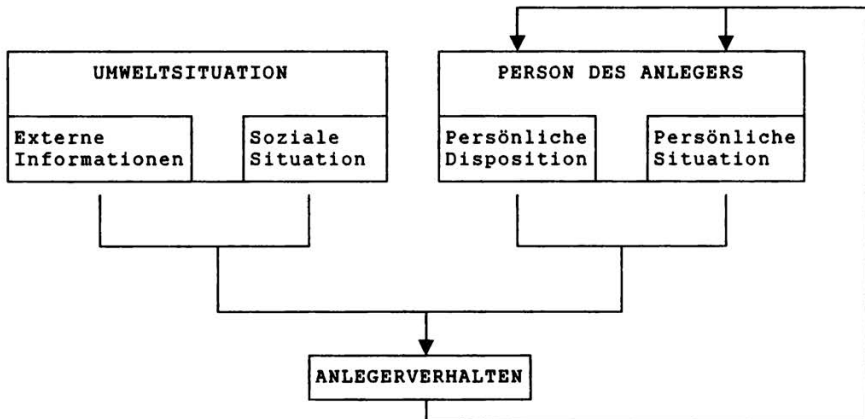 UMWELTSITUATION
Externe
Informationen
Soziale
Situation
PERSON DES ANLEGERS
Persönliche
Disposition
Persönliche
Situation
ANLEGERVERHALTEN